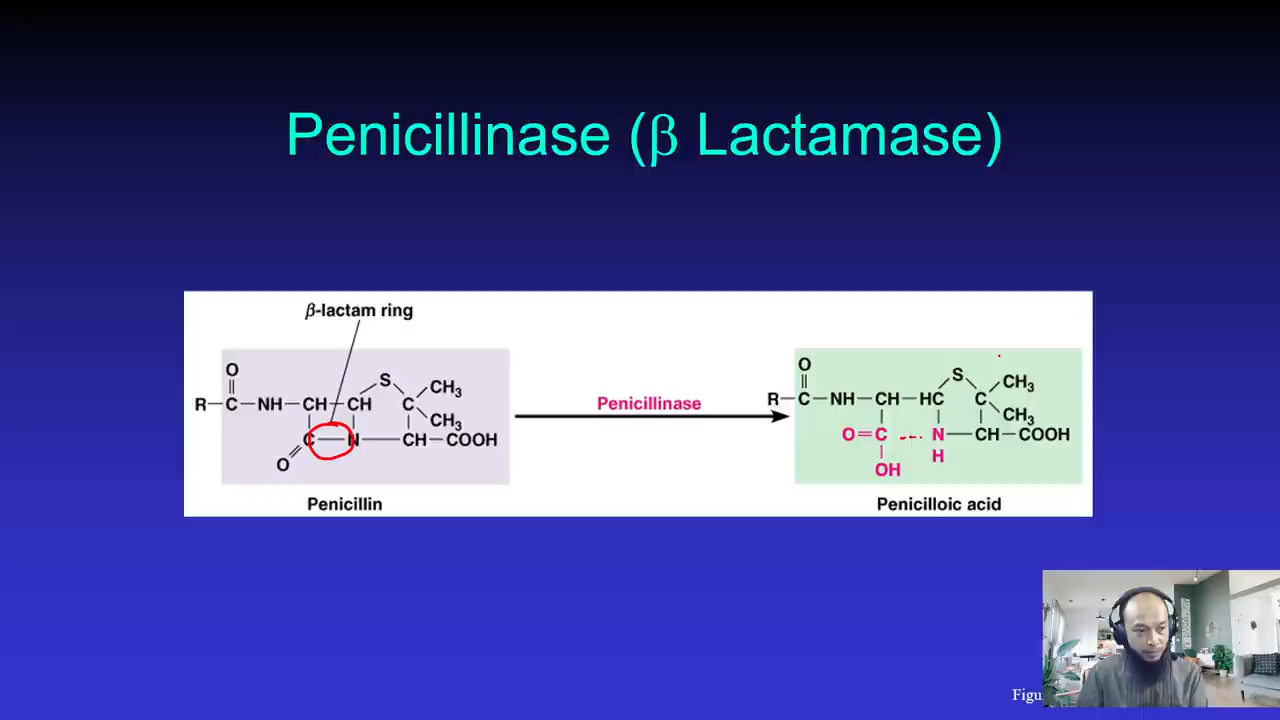 Penicillinase (β Lactamase)
β-lactam ring
O
R—C—NH—CH—CH
S
CH₃
C
CH₃
C—N—CH—COOH
O
Penicillin
Penicillinase
O
R—C—NH—CH—HC
S
CH₃
C
CH₃
O=C N—CH—COOH
OH H
Penicilloic acid